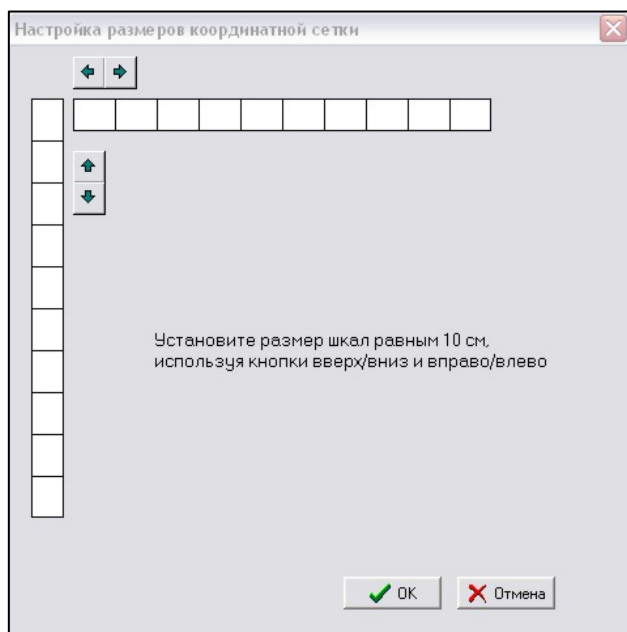 Настройка размеров координатной сетки
Установите размер шкал равным 10 см,
используя кнопки вверх/вниз и вправо/влево
OK
Отмена